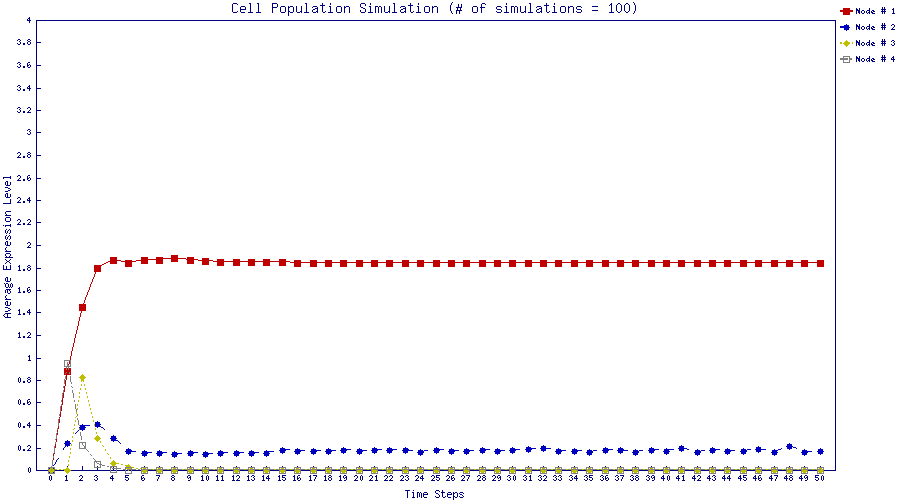 Cell Population Simulation (# of simulations = 100)
Node # 1
Node # 2
Node # 3
Node # 4
4
3.8
3.6
3.4
3.2
3
2.8
2.6
2.4
2.2
2
1.8
1.6
1.4
1.2
1
0.8
0.6
0.4
0.2
0
Average Expression Level
0 1 2 3 4 5 6 7 8 9 10 11 12 13 14 15 16 17 18 19 20 21 22 23 24 25 26 27 28 29 30 31 32 33 34 35 36 37 38 39 40 41 42 43 44 45 46 47 48 49 50
Time Steps